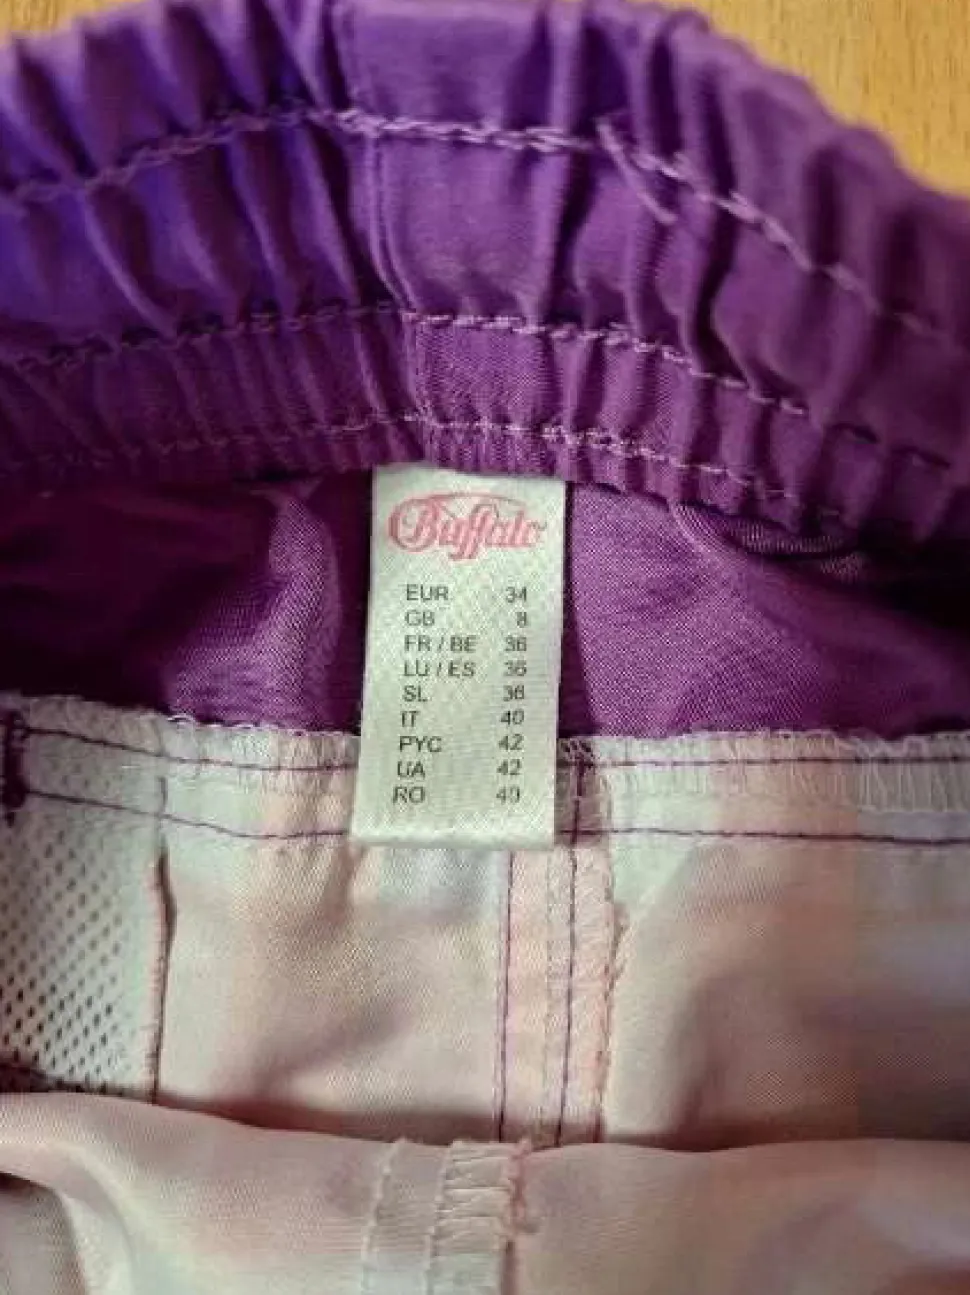 Buffalo
EUR 34
GB 8
FR / BE 36
LU / ES 36
SL 36
IT 40
PYC 42
UA 42
RO 40